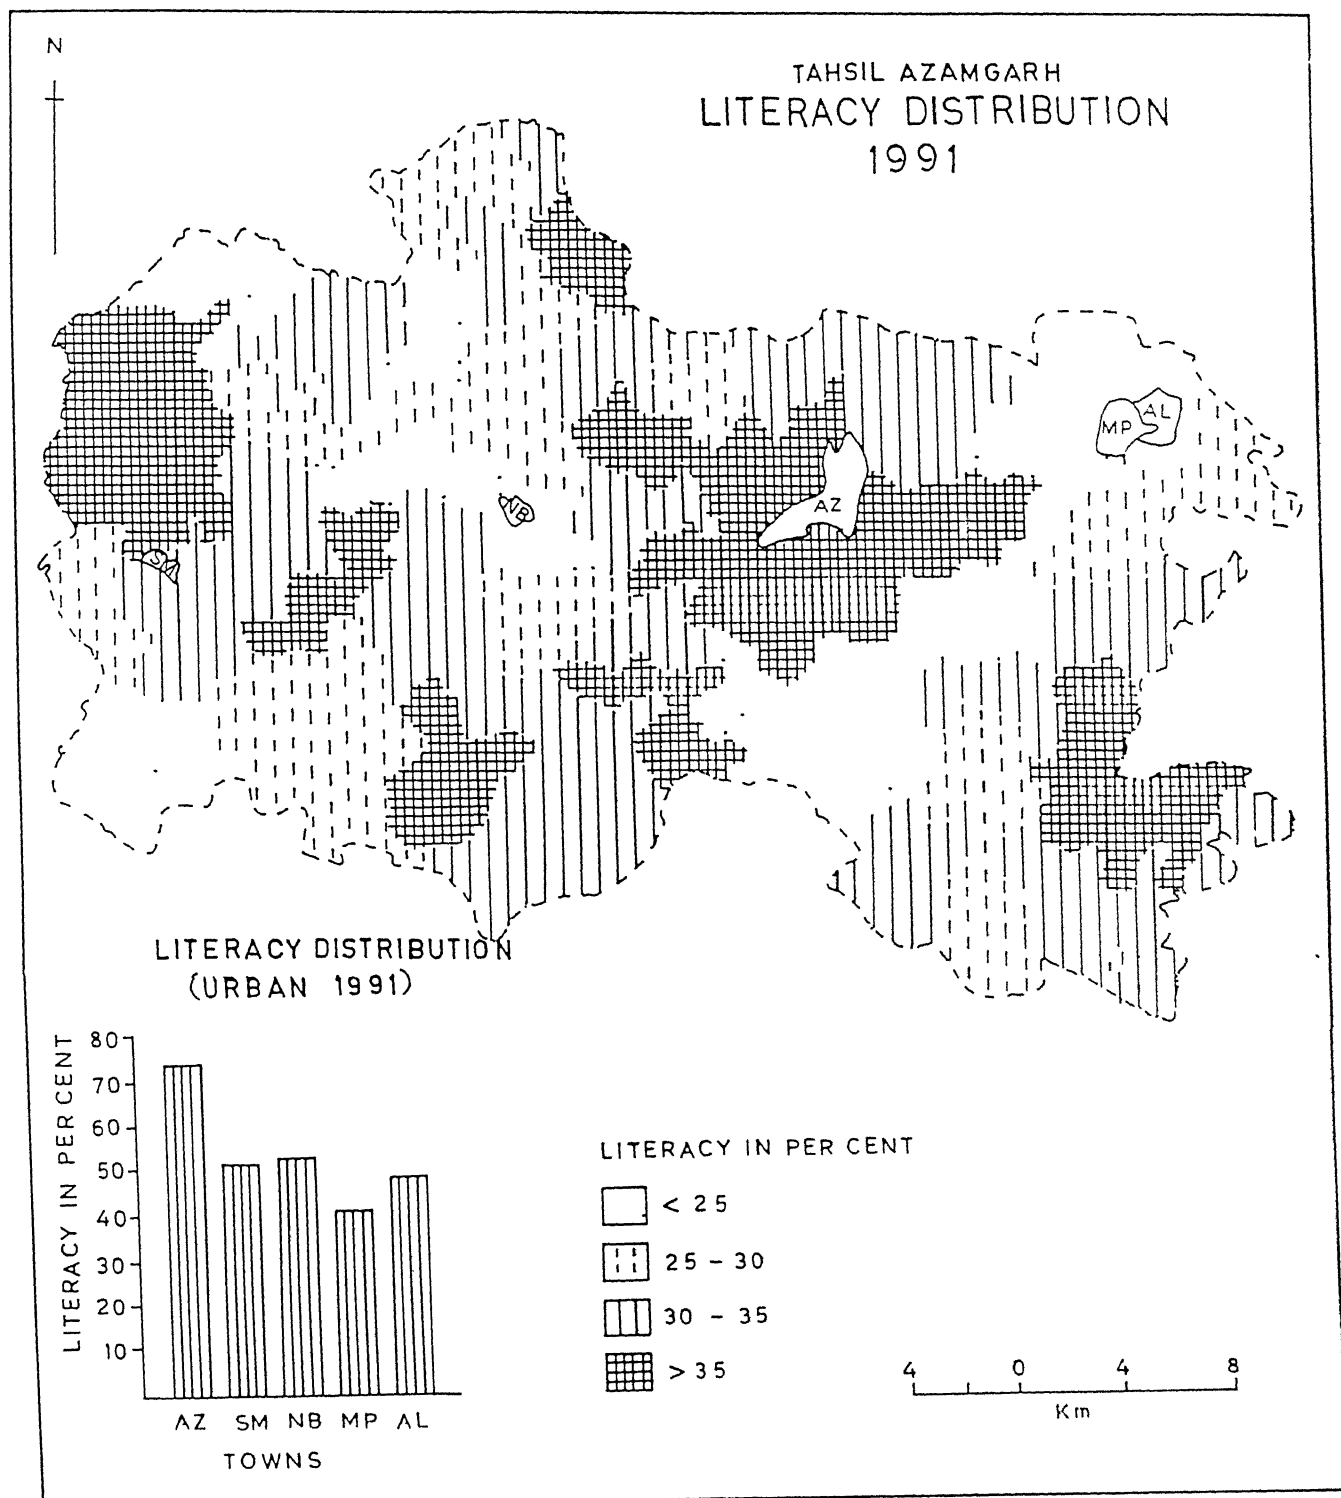 N
TAHSIL AZAMGARH
LITERACY DISTRIBUTION
1991
MP
AL
AZ
NB
SM
LITERACY DISTRIBUTION
(URBAN 1991)
LITERACY IN PER CENT
80
70
60
50
40
30
20
10
AZ SM NB MP AL
TOWNS
LITERACY IN PER CENT
< 25
25 - 30
30 - 35
> 35
4 0 4 8
Km